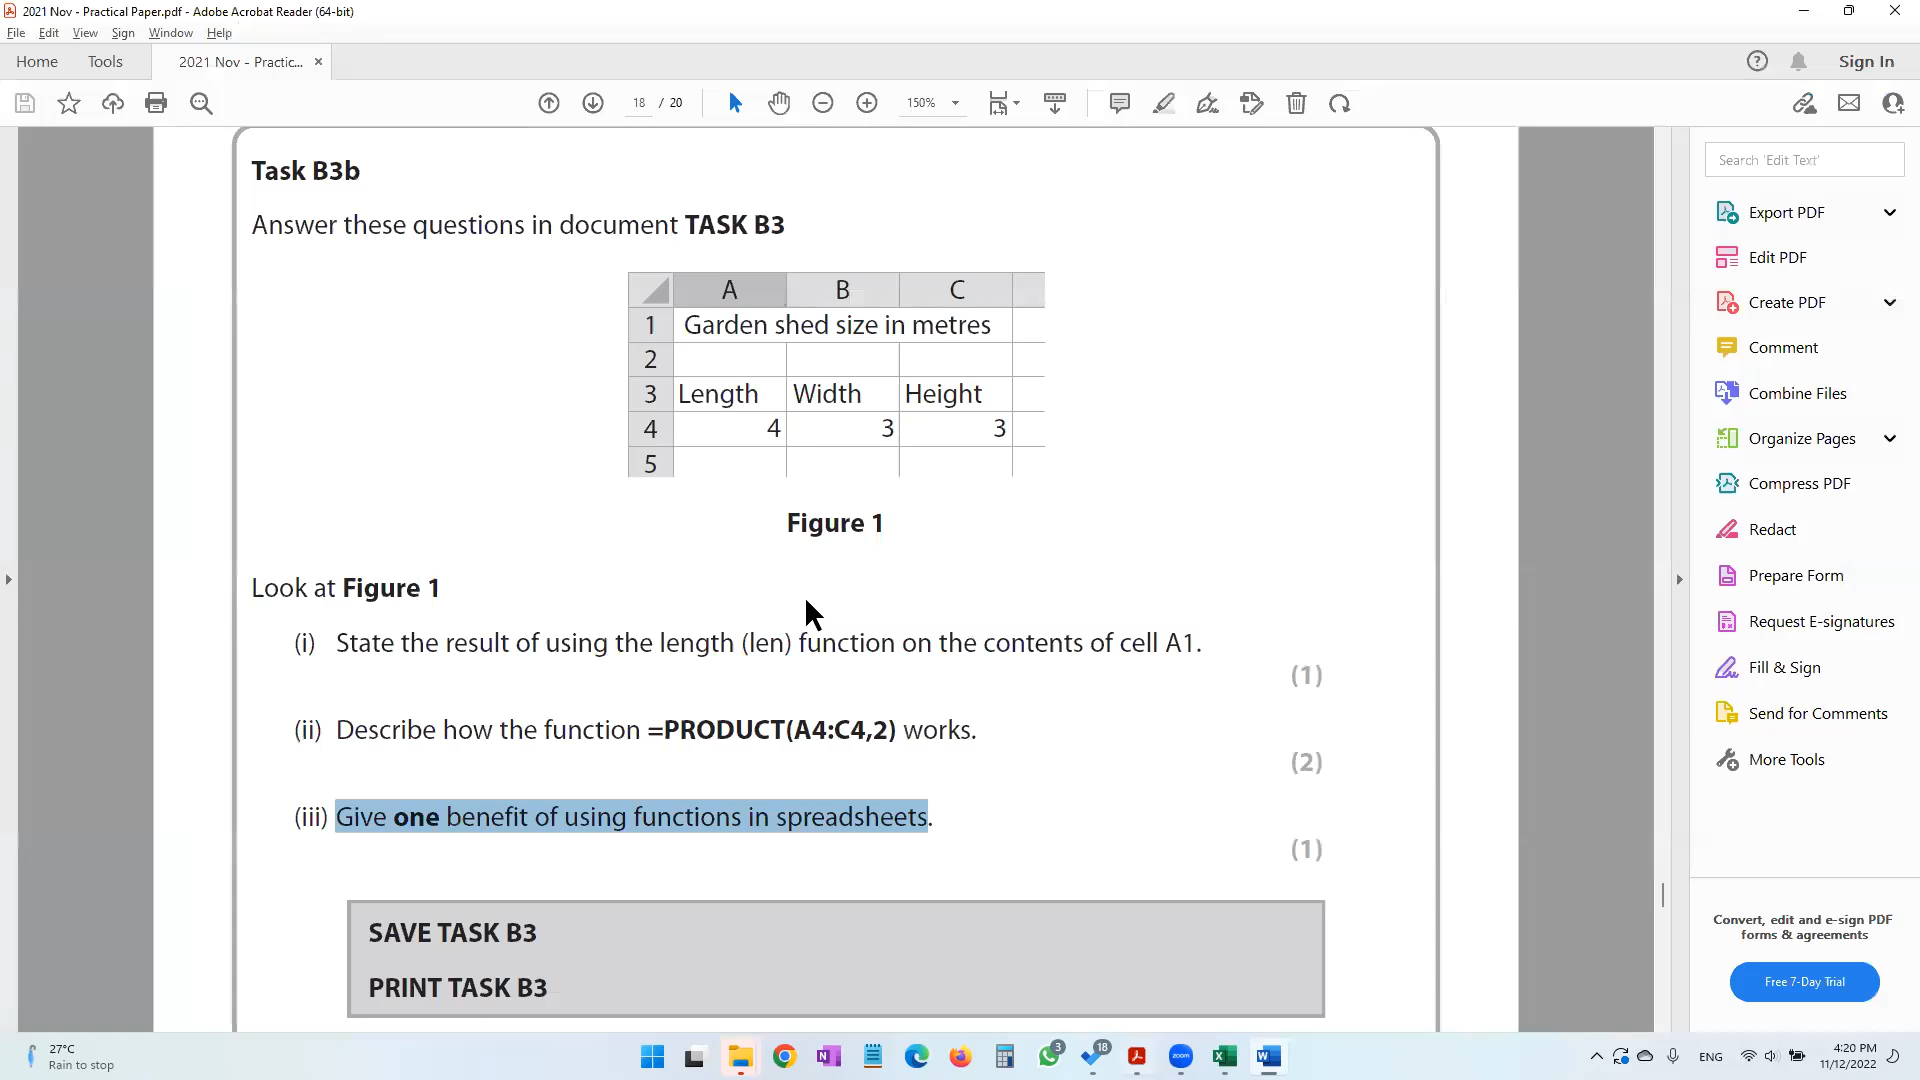 2021 Nov - Practical Paper.pdf - Adobe Acrobat Reader (64-bit)
File Edit View Sign Window Help
Home Tools 2021 Nov - Practic... × Sign In
18 / 20 150%
Task B3b
Answer these questions in document TASK B3
A B C
1 Garden shed size in metres
2
3 Length Width Height
4 4 3 3
5
Figure 1
Look at Figure 1
(i) State the result of using the length (len) function on the contents of cell A1.
(1)
(ii) Describe how the function =PRODUCT(A4:C4,2) works.
(2)
(iii) Give one benefit of using functions in spreadsheets.
(1)
SAVE TASK B3
PRINT TASK B3
Search 'Edit Text'
Export PDF
Edit PDF
Create PDF
Comment
Combine Files
Organize Pages
Compress PDF
Redact
Prepare Form
Request E-signatures
Fill & Sign
Send for Comments
More Tools
Convert, edit and e-sign PDF
forms & agreements
Free 7-Day Trial
27°C
Rain to stop
3
18
zoom
ENG
4:20 PM
11/12/2022